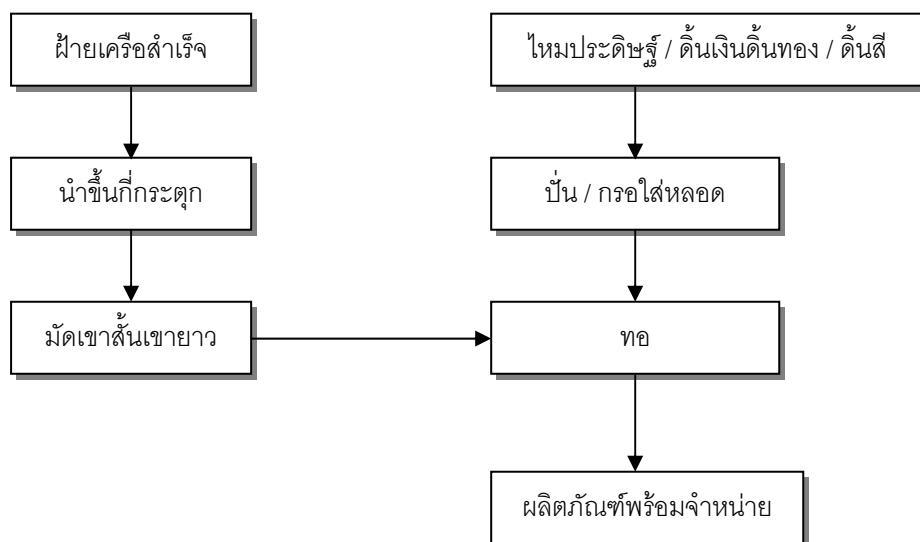 ฝ้ายเครือสำเร็จ
ไหมประดิษฐ์ / ดิ้นเงินดิ้นทอง / ดิ้นสี
นำขึ้นกี่กระตุก
ปั่น / กรอใส่หลอด
มัดเขาสั้นเขายาว
ทอ
ผลิตภัณฑ์พร้อมจำหน่าย